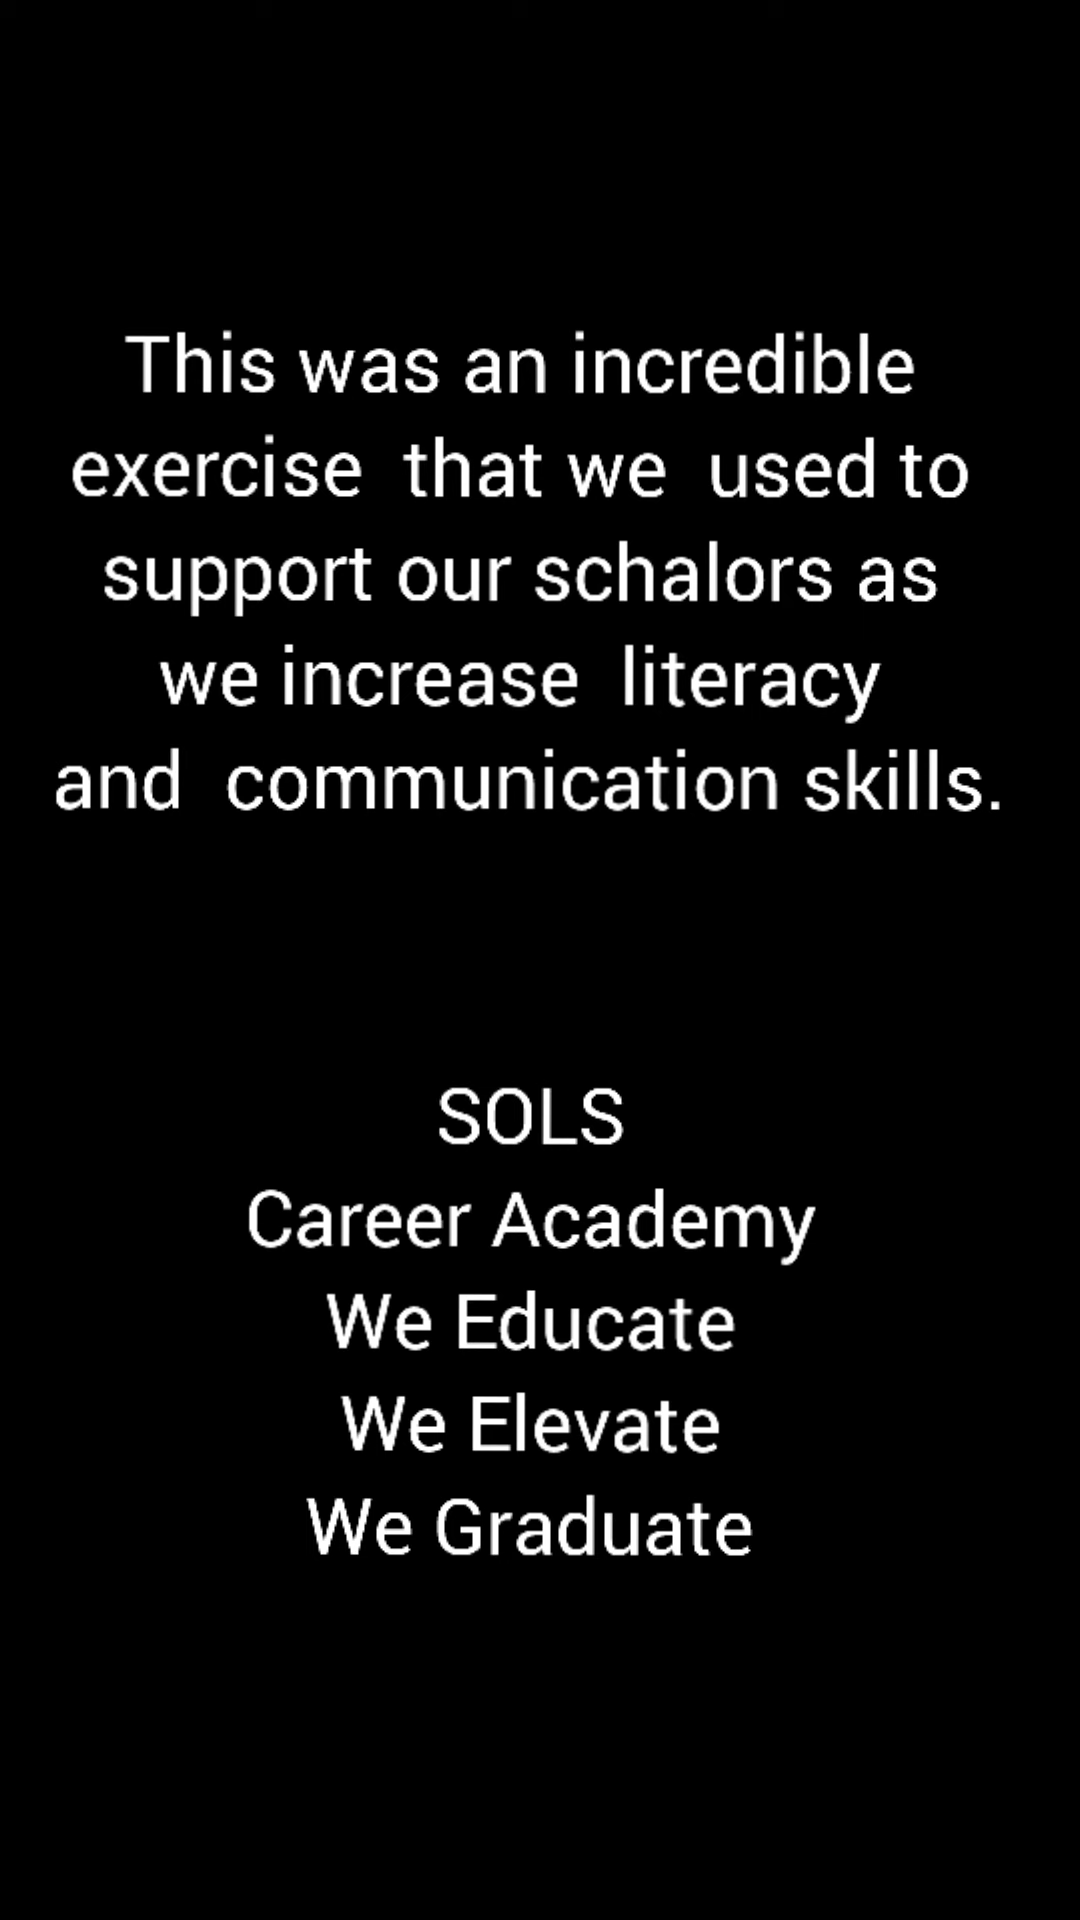 This was an incredible
exercise  that we  used to
support our schalors as
we increase  literacy
and  communication skills.
SOLS
Career Academy
We Educate
We Elevate
We Graduate